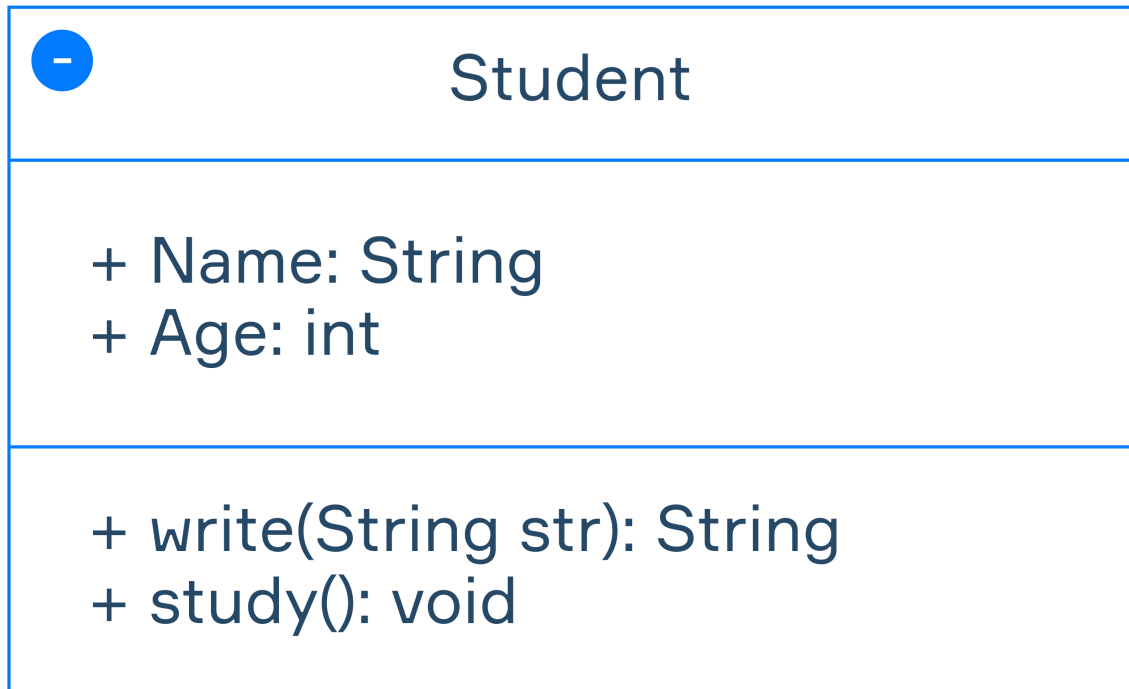 -
Student
+ Name: String
+ Age: int
+ write(String str): String
+ study(): void